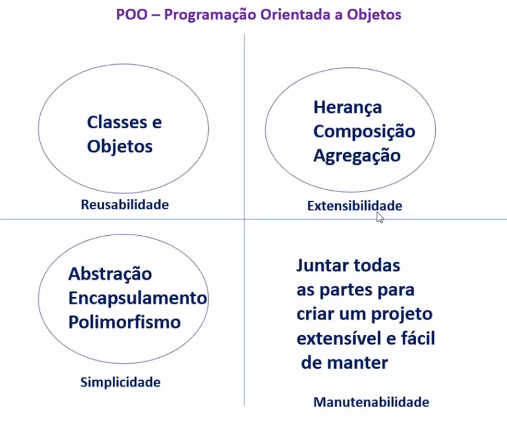 POO – Programação Orientada a Objetos
Classes e
Objetos
Reusabilidade
Herança
Composição
Agregação
Extensibilidade
Abstração
Encapsulamento
Polimorfismo
Simplicidade
Juntar todas
as partes para
criar um projeto
extensível e fácil
de manter
Manutenabilidade